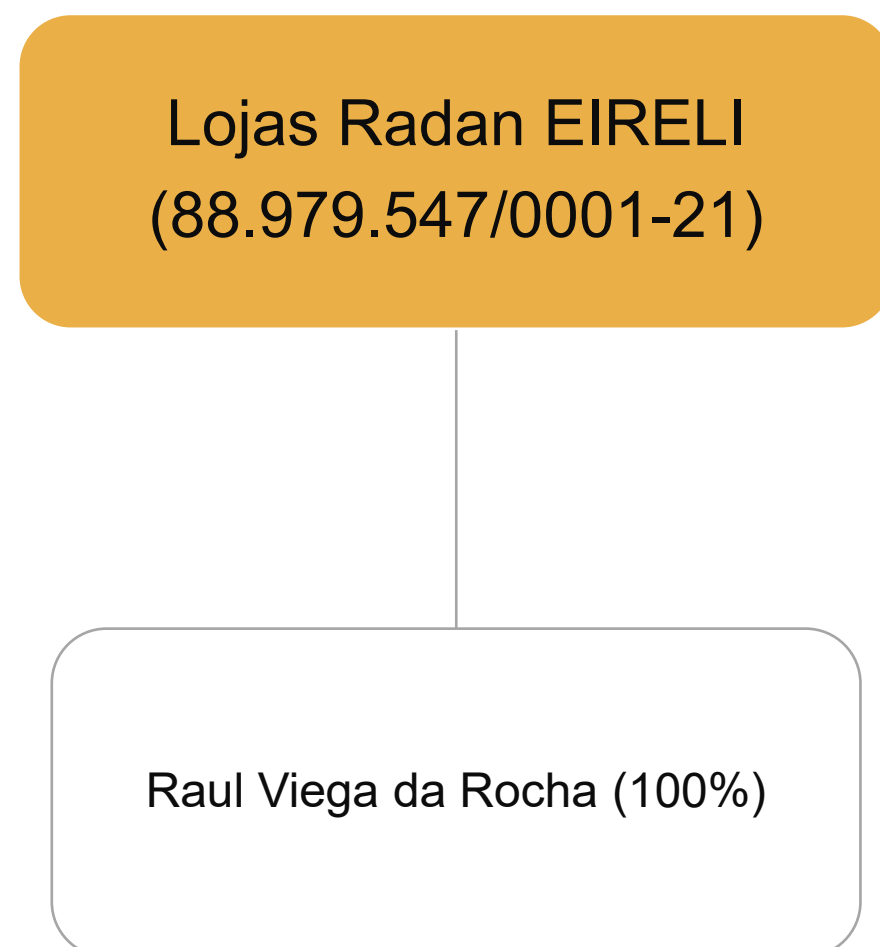 Lojas Radan EIRELI
(88.979.547/0001-21)
Raul Viega da Rocha (100%)